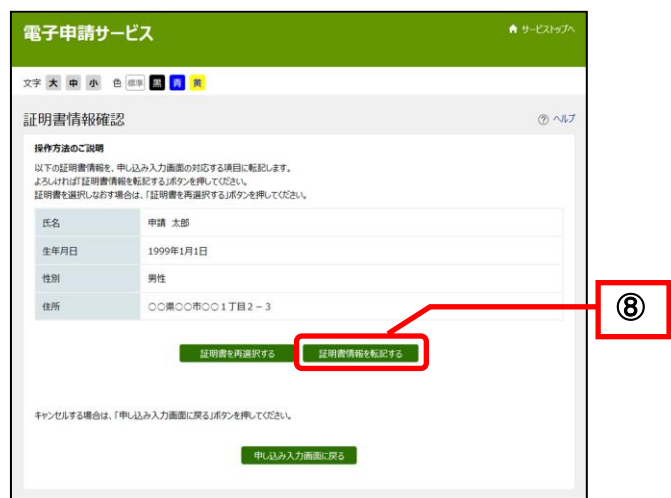 電子申請サービス
サービストップへ
文字 大 中 小 色 標準 黒 青 黄
証明書情報確認
ヘルプ
操作方法のご説明
以下の証明書情報を、申し込み入力画面の対応する項目に転記します。
よろしければ「証明書情報を転記する」ボタンを押してください。
証明書を選択しなおす場合は、「証明書を再選択する」ボタンを押してください。
氏名 申請 太郎
生年月日 1999年1月1日
性別 男性
住所 〇〇県〇〇市〇〇1丁目2－3
⑧
証明書を再選択する 証明書情報を転記する
キャンセルする場合は、「申し込み入力画面に戻る」ボタンを押してください。
申し込み入力画面に戻る